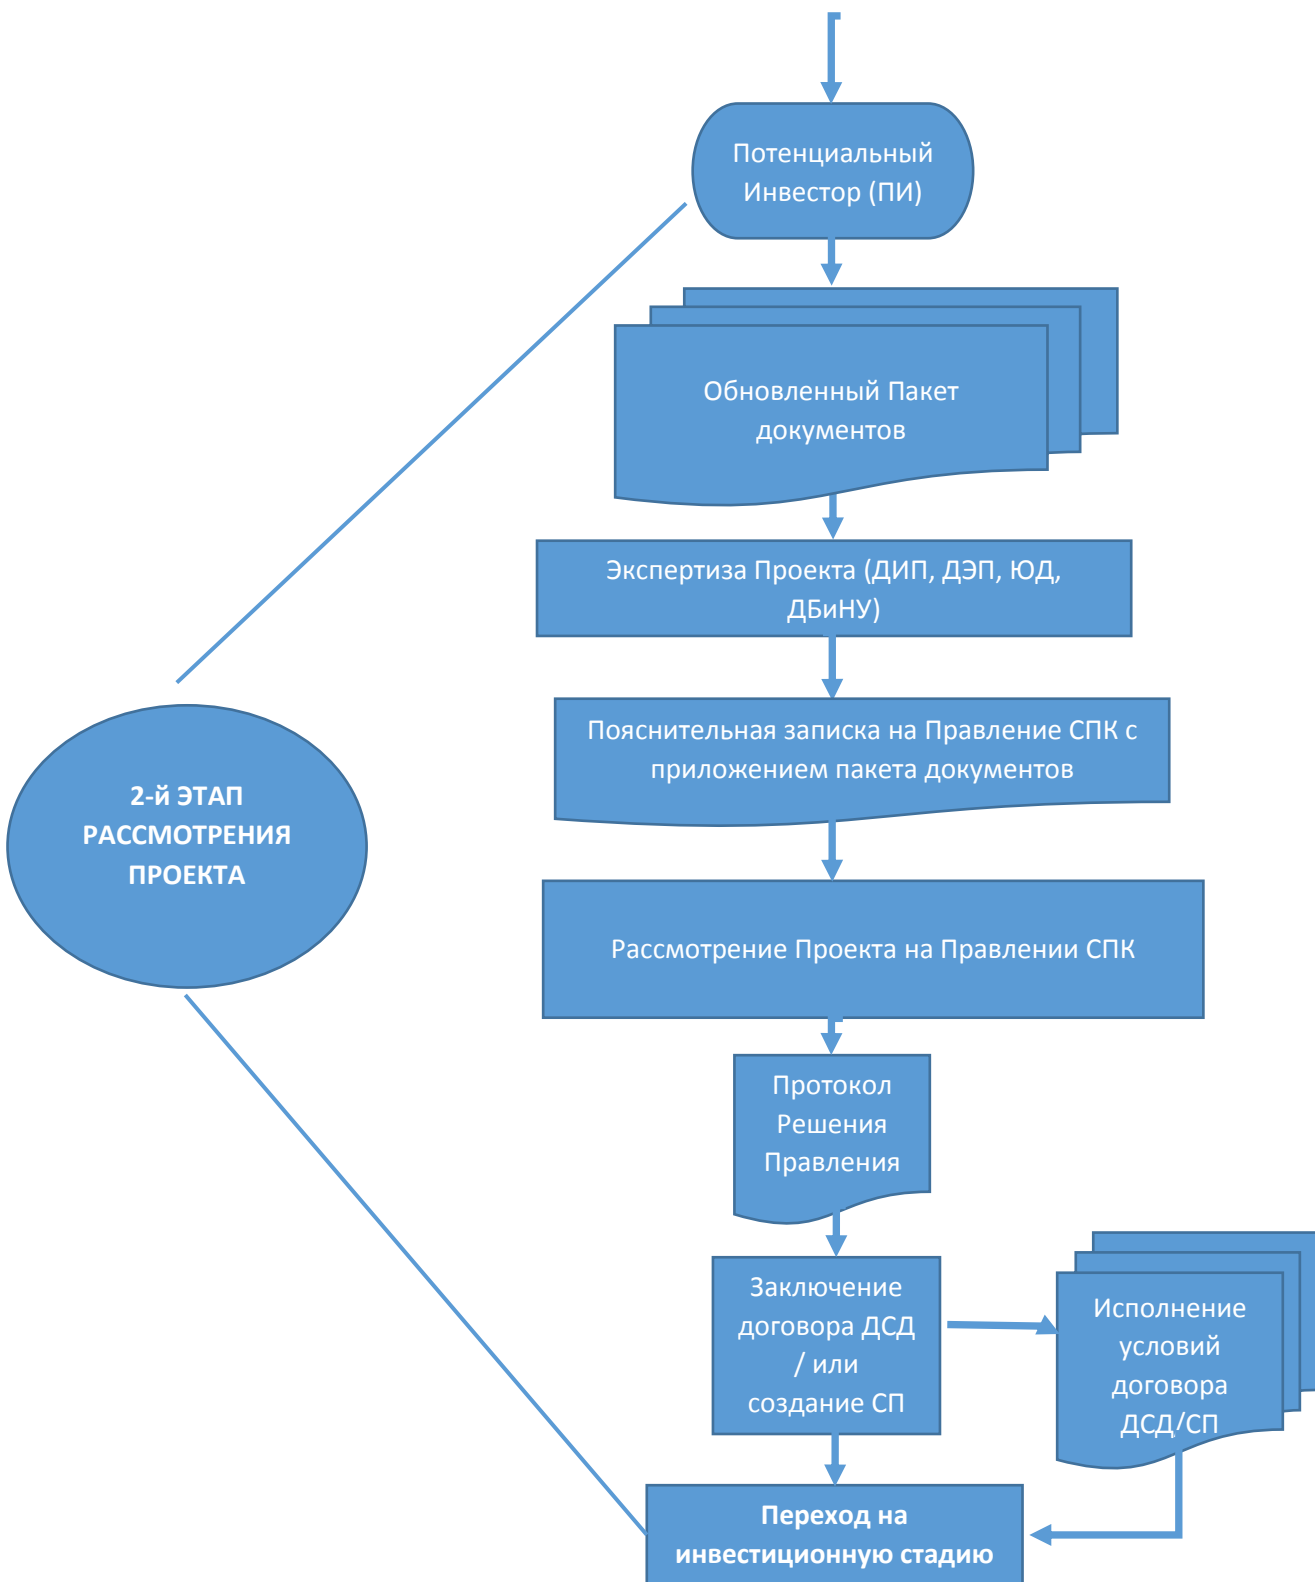 Потенциальный
Инвестор (ПИ)
Обновленный Пакет
документов
Экспертиза Проекта (ДИП, ДЭП, ЮД,
ДБиНУ)
Пояснительная записка на Правление СПК с
приложением пакета документов
2-й ЭТАП
РАССМОТРЕНИЯ
ПРОЕКТА
Рассмотрение Проекта на Правлении СПК
Протокол
Решения
Правления
Заключение
договора ДСД
/ или
создание СП
Исполнение
условий
договора
ДСД/СП
Переход на
инвестиционную стадию